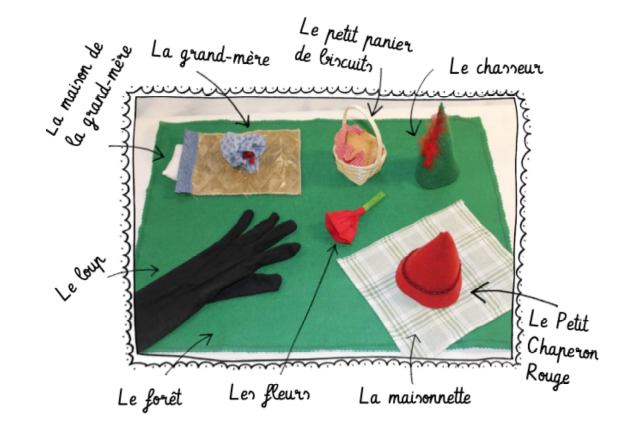 La grand-mère
Le petit panier
de biscuits
Le chasseur
La maison de
la grand-mère
Le loup
Le forêt
Les fleurs
La maisonnette
Le Petit
Chaperon
Rouge